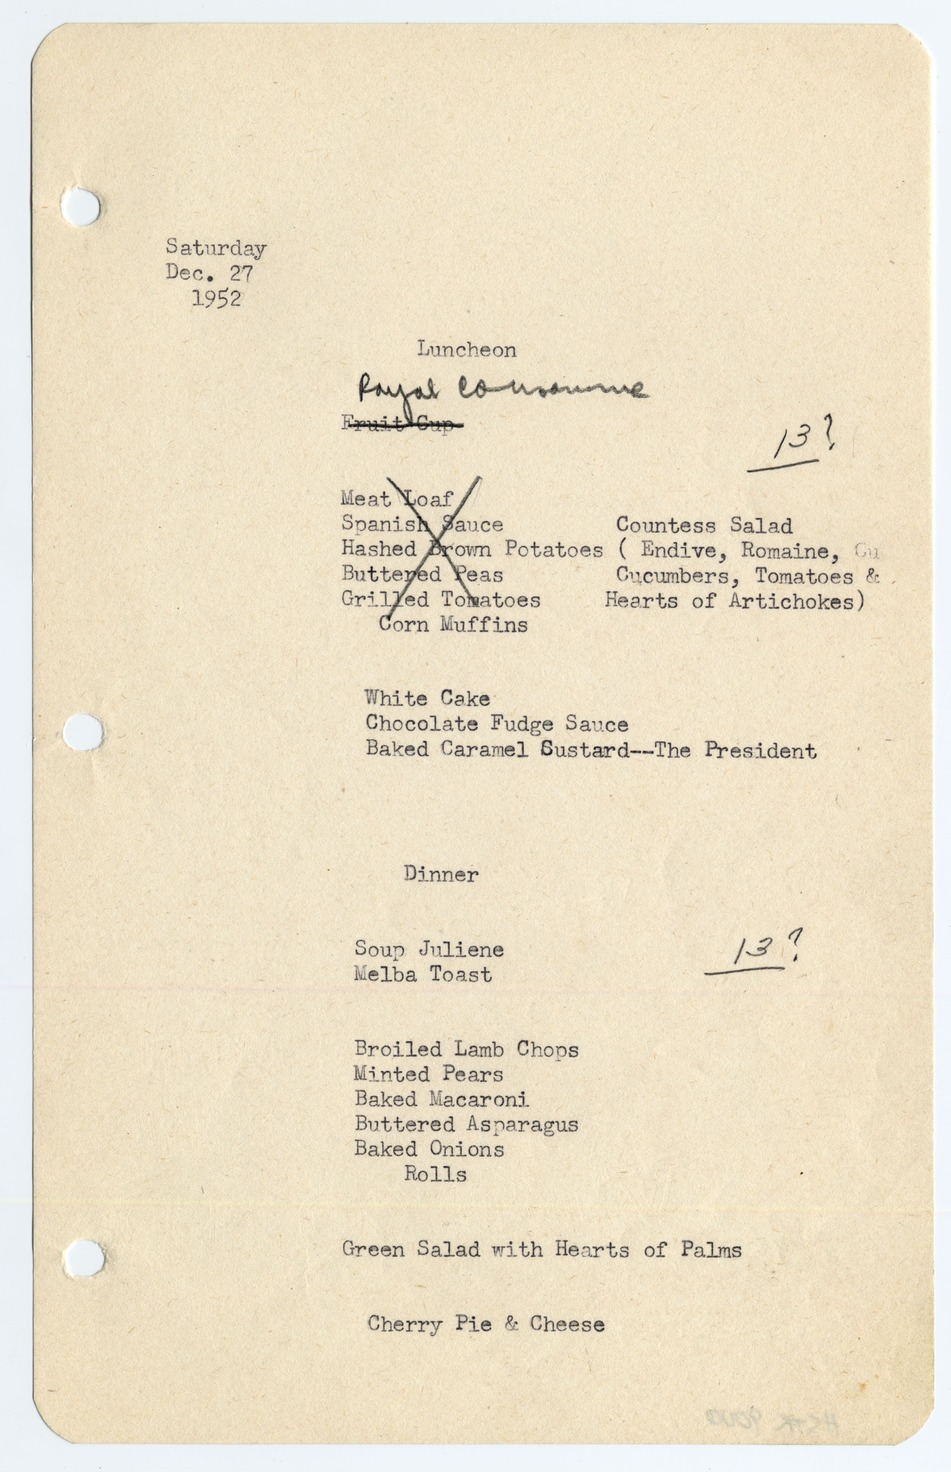 Saturday
Dec. 27
1952
Luncheon
Royal Consomme
Fruit Cup
13?
Meat Loaf
Spanish Sauce Countess Salad
Hashed Brown Potatoes ( Endive, Romaine, Cu
Buttered Peas Cucumbers, Tomatoes &
Grilled Tomatoes Hearts of Artichokes)
Corn Muffins
White Cake
Chocolate Fudge Sauce
Baked Caramel Sustard--The President
Dinner
Soup Juliene 13?
Melba Toast
Broiled Lamb Chops
Minted Pears
Baked Macaroni
Buttered Asparagus
Baked Onions
Rolls
Green Salad with Hearts of Palms
Cherry Pie & Cheese